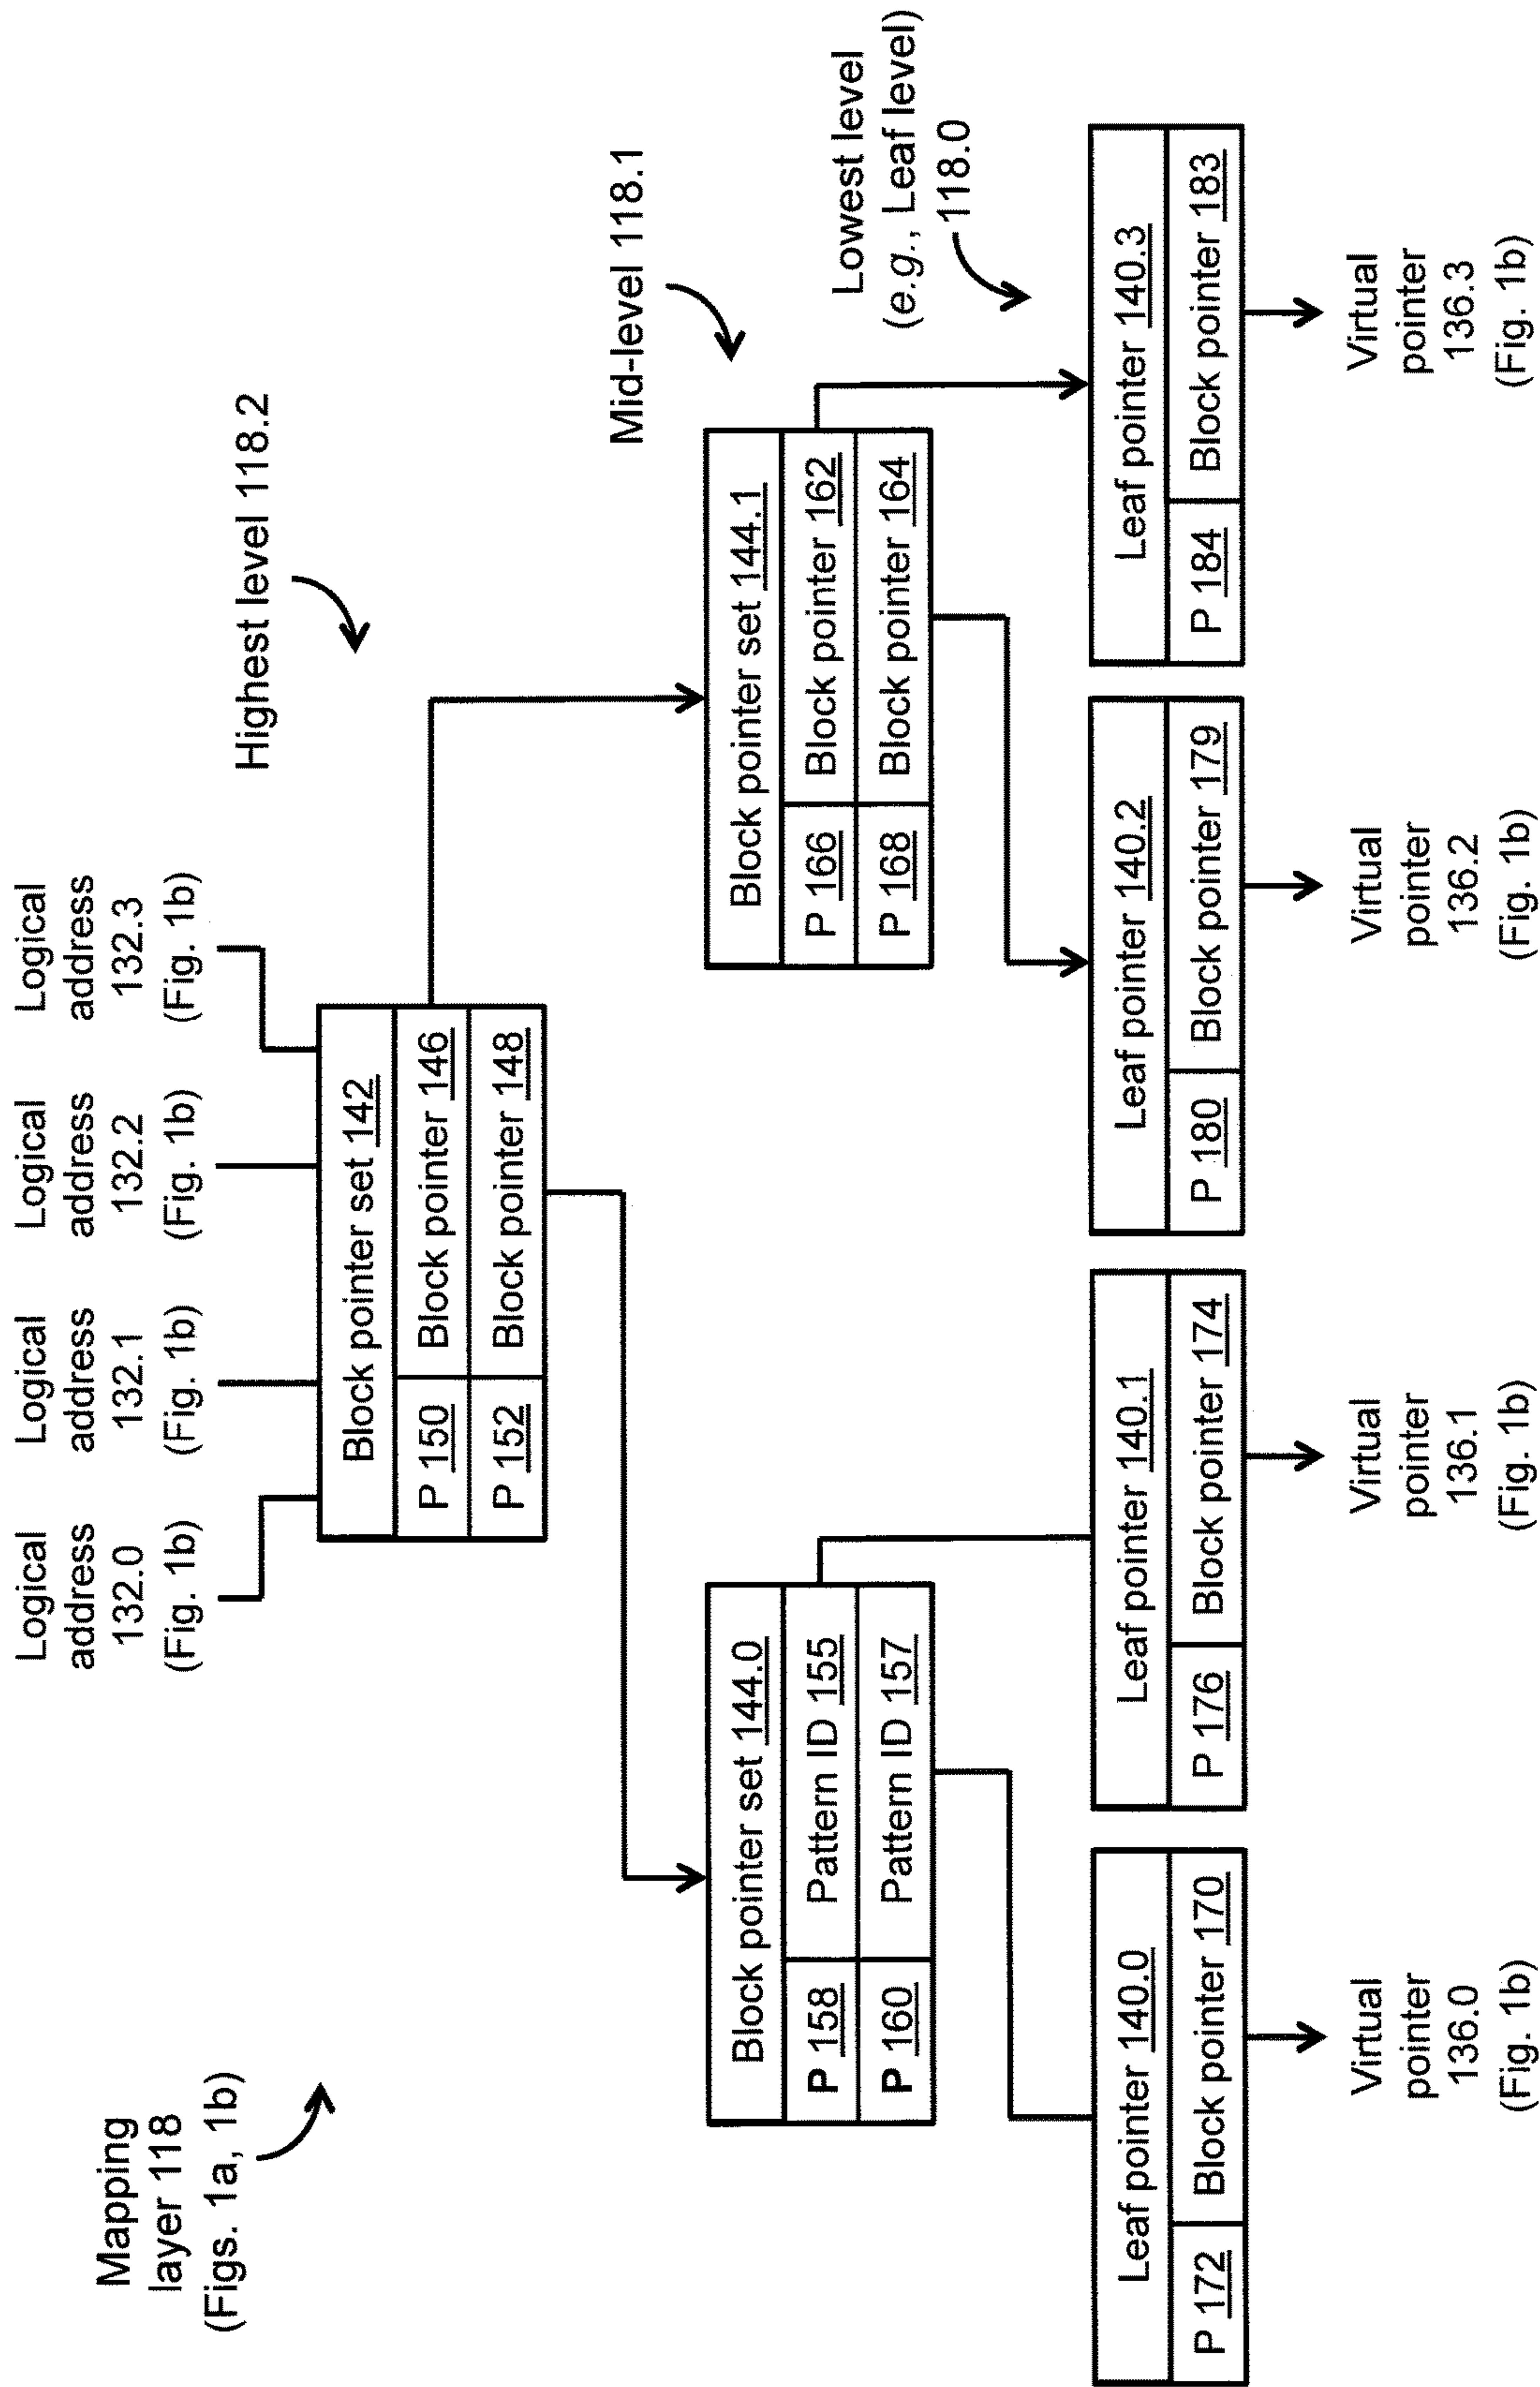 Mapping
layer 118
(Figs. 1a, 1b)
Logical
address
132.0
(Fig. 1b)
Logical
address
132.1
(Fig. 1b)
Logical
address
132.2
(Fig. 1b)
Logical
address
132.3
(Fig. 1b)
Highest level 118.2
Block pointer set 142
P 150 Block pointer 146
P 152 Block pointer 148
Mid-level 118.1
Block pointer set 144.0
P 158 Pattern ID 155
P 160 Pattern ID 157
Block pointer set 144.1
P 166 Block pointer 162
P 168 Block pointer 164
Lowest level
(e.g., Leaf level)
118.0
Leaf pointer 140.0
P 172 Block pointer 170
Leaf pointer 140.1
P 176 Block pointer 174
Leaf pointer 140.2
P 180 Block pointer 179
Leaf pointer 140.3
P 184 Block pointer 183
Virtual
pointer
136.0
(Fig. 1b)
Virtual
pointer
136.1
(Fig. 1b)
Virtual
pointer
136.2
(Fig. 1b)
Virtual
pointer
136.3
(Fig. 1b)